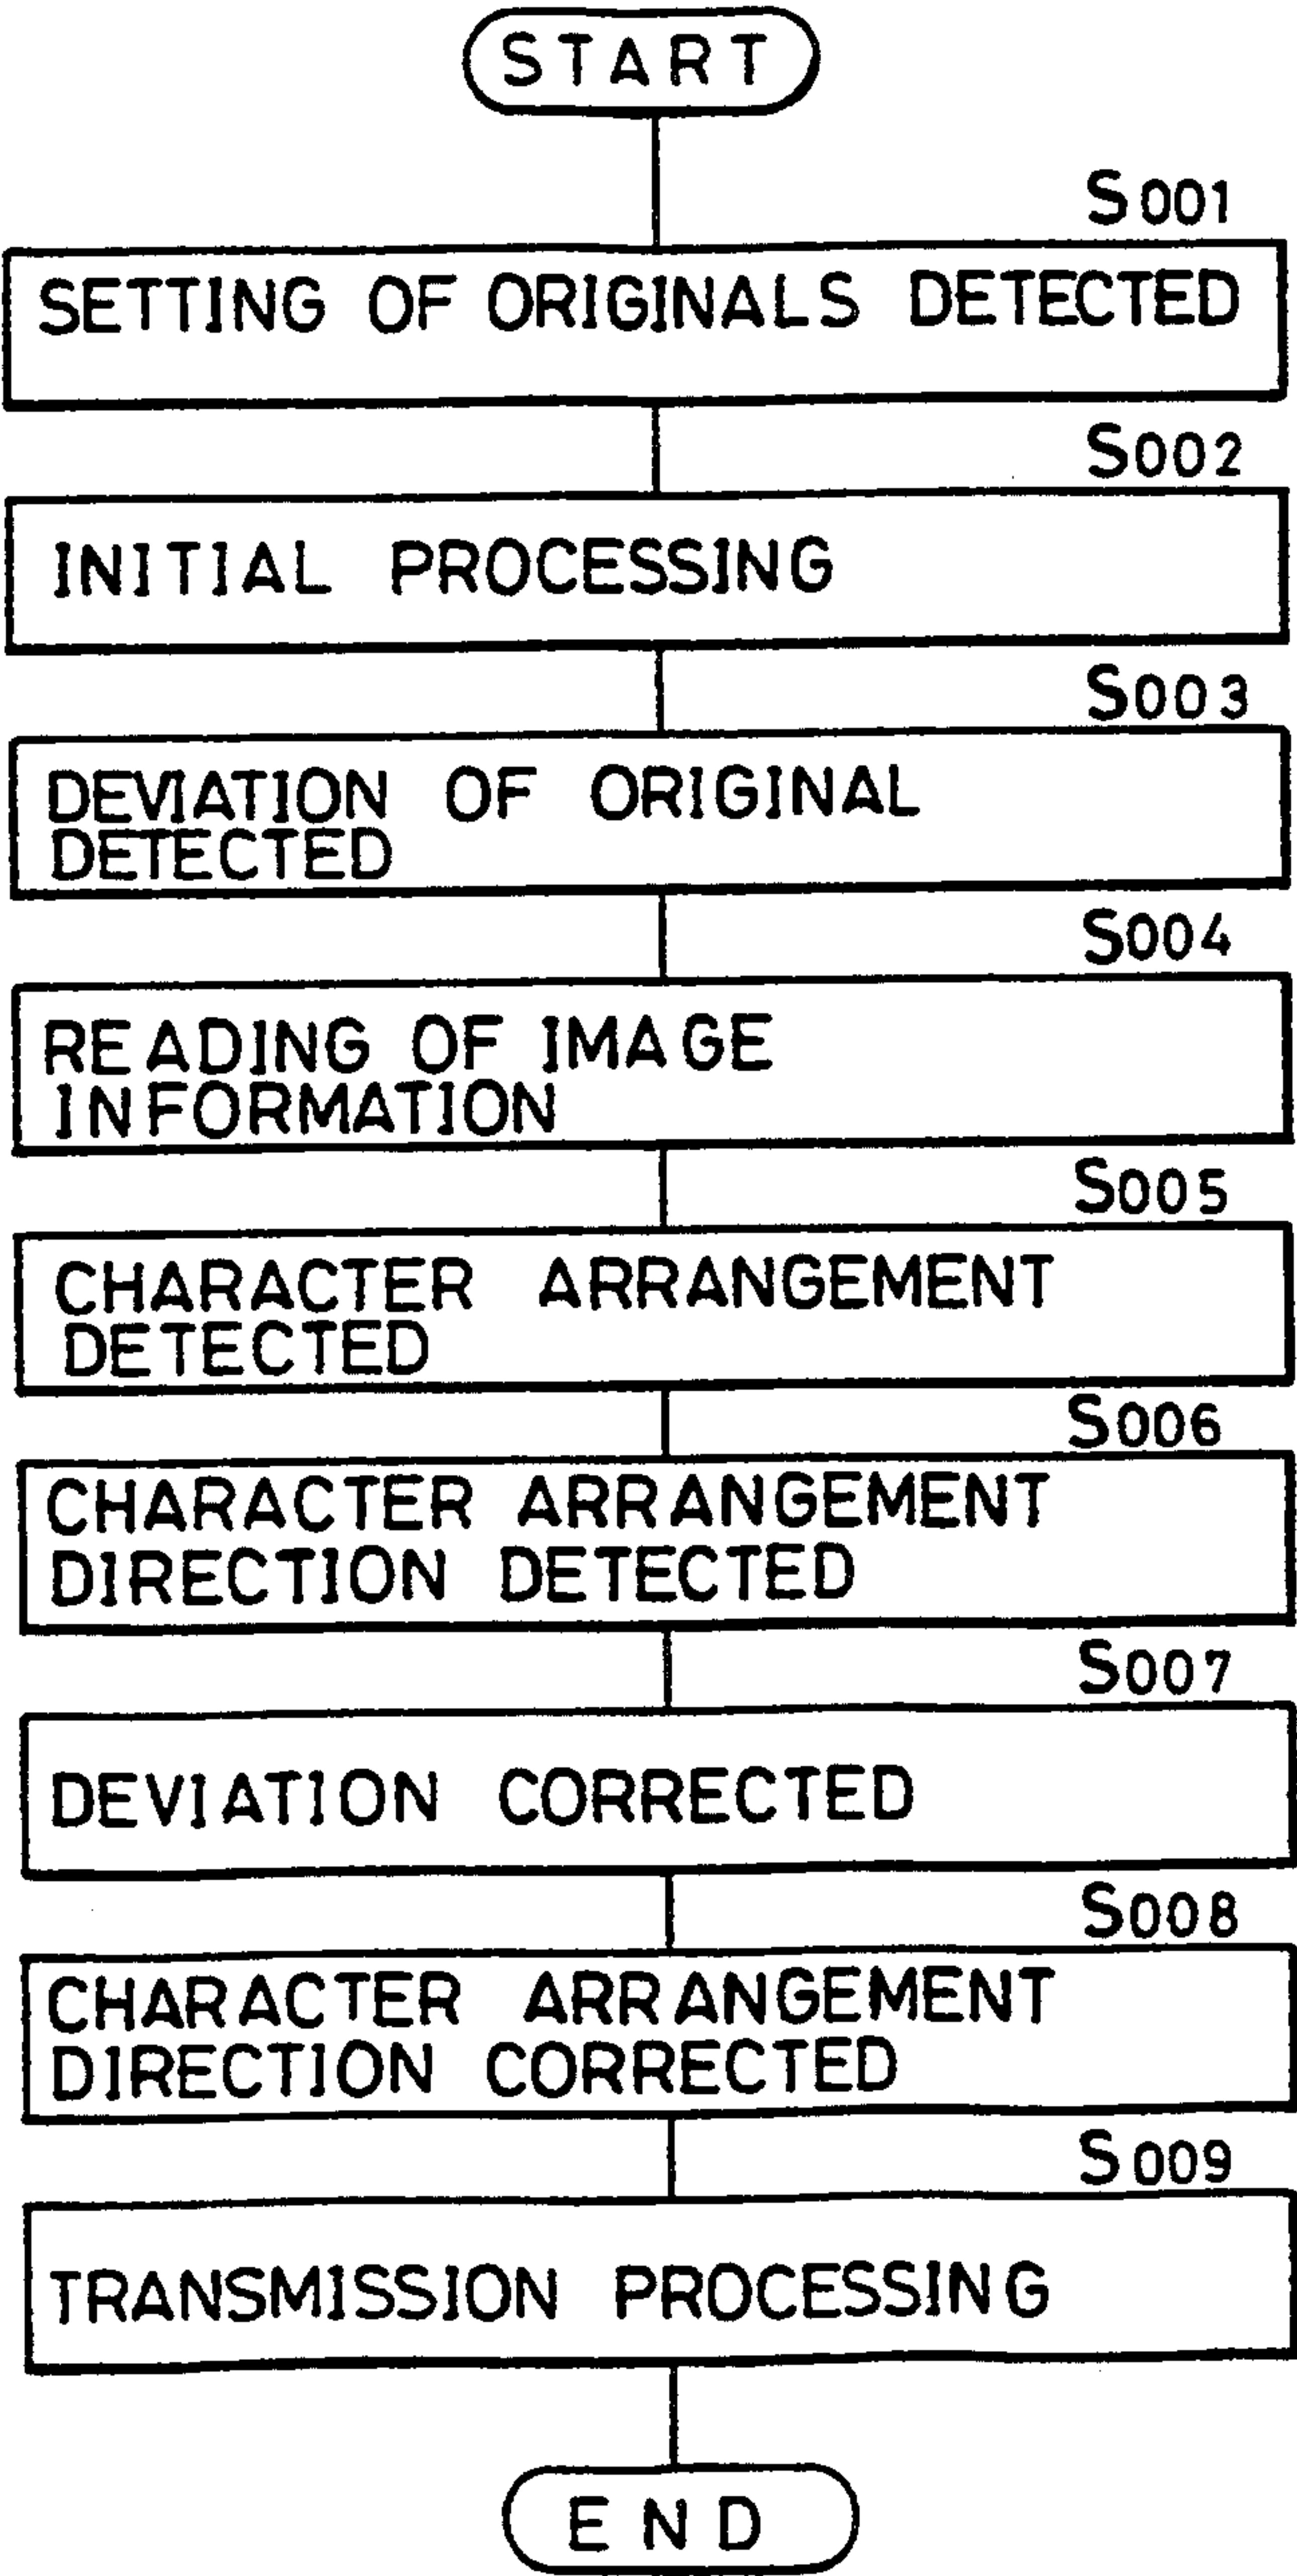 START
S001
SETTING OF ORIGINALS DETECTED
S002
INITIAL PROCESSING
S003
DEVIATION OF ORIGINAL
DETECTED
S004
READING OF IMAGE
INFORMATION
S005
CHARACTER ARRANGEMENT
DETECTED
S006
CHARACTER ARRANGEMENT
DIRECTION DETECTED
S007
DEVIATION CORRECTED
S008
CHARACTER ARRANGEMENT
DIRECTION CORRECTED
S009
TRANSMISSION PROCESSING
END